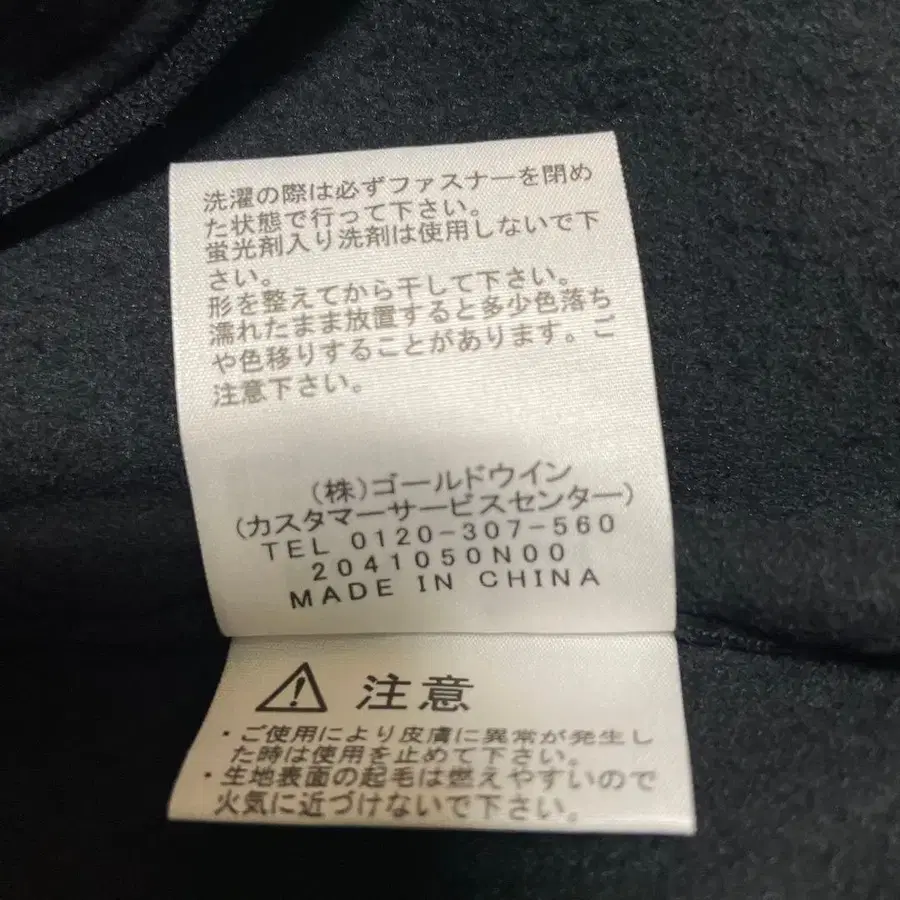 洗濯の際は必ずファスナーを閉め
た状態で行って下さい。
蛍光剤入り洗剤は使用しないで下
さい。
形を整えてから干して下さい。
濡れたまま放置すると多少色落ち
や色移りすることがあります。ご
注意下さい。
(株)ゴールドウイン
(カスタマーサービスセンター)
TEL 0120-307-560
2041050N00
MADE IN CHINA
注意
・ご使用により皮膚に異常が発生し
た時は使用を止めて下さい。
・生地表面の起毛は燃えやすいので
火気に近づけないで下さい。